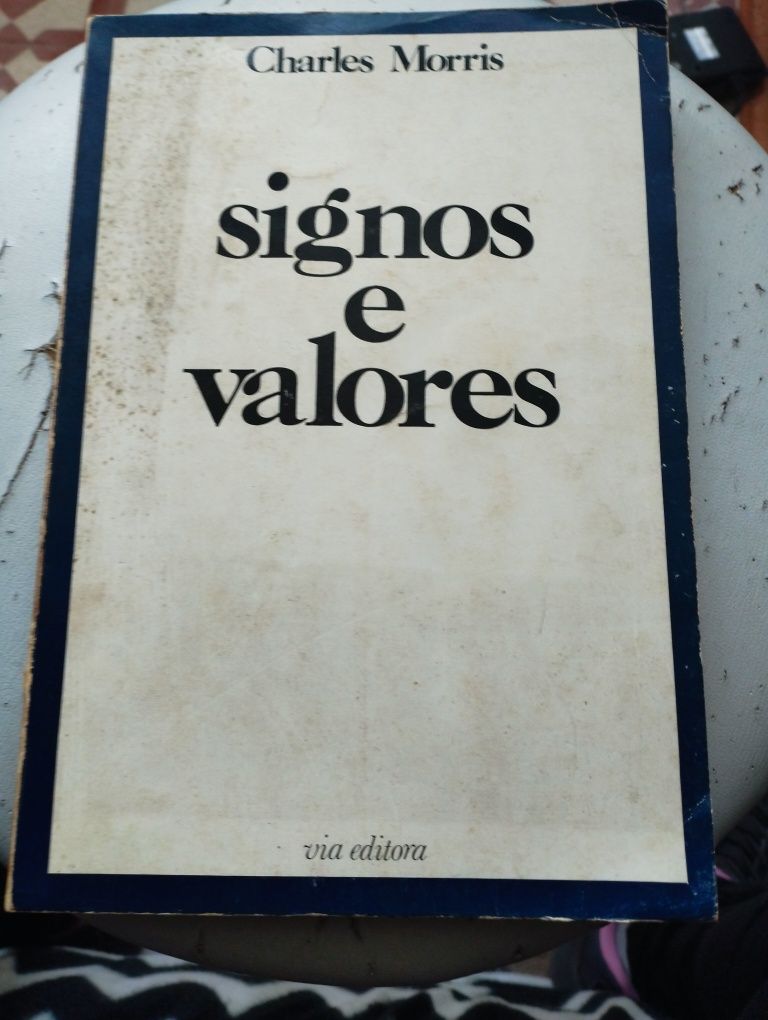 Charles Morris
signos
e
valores
via editora